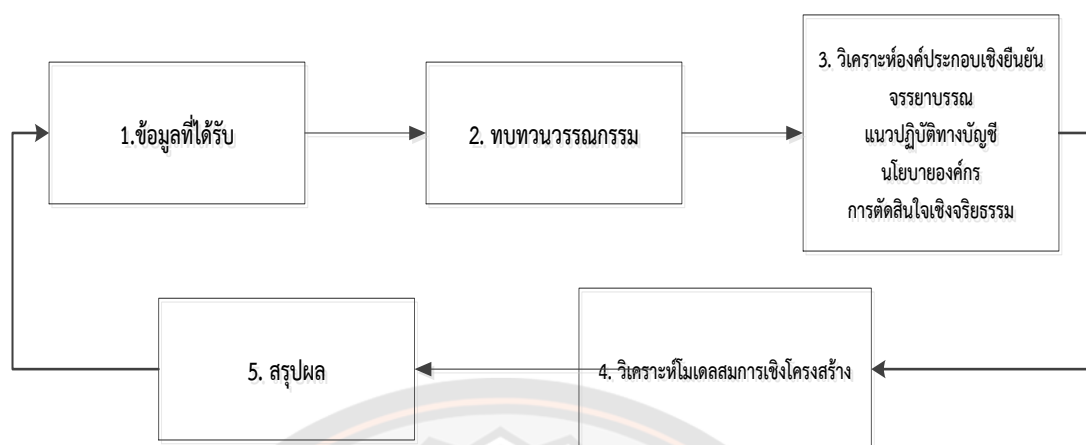 1.ข้อมูลที่ได้รับ
2. ทบทวนวรรณกรรม
3. วิเคราะห์องค์ประกอบเชิงยืนยัน
จรรยาบรรณ
แนวปฏิบัติทางบัญชี
นโยบายองค์กร
การตัดสินใจเชิงจริยธรรม
4. วิเคราะห์โมเดลสมการเชิงโครงสร้าง
5. สรุปผล